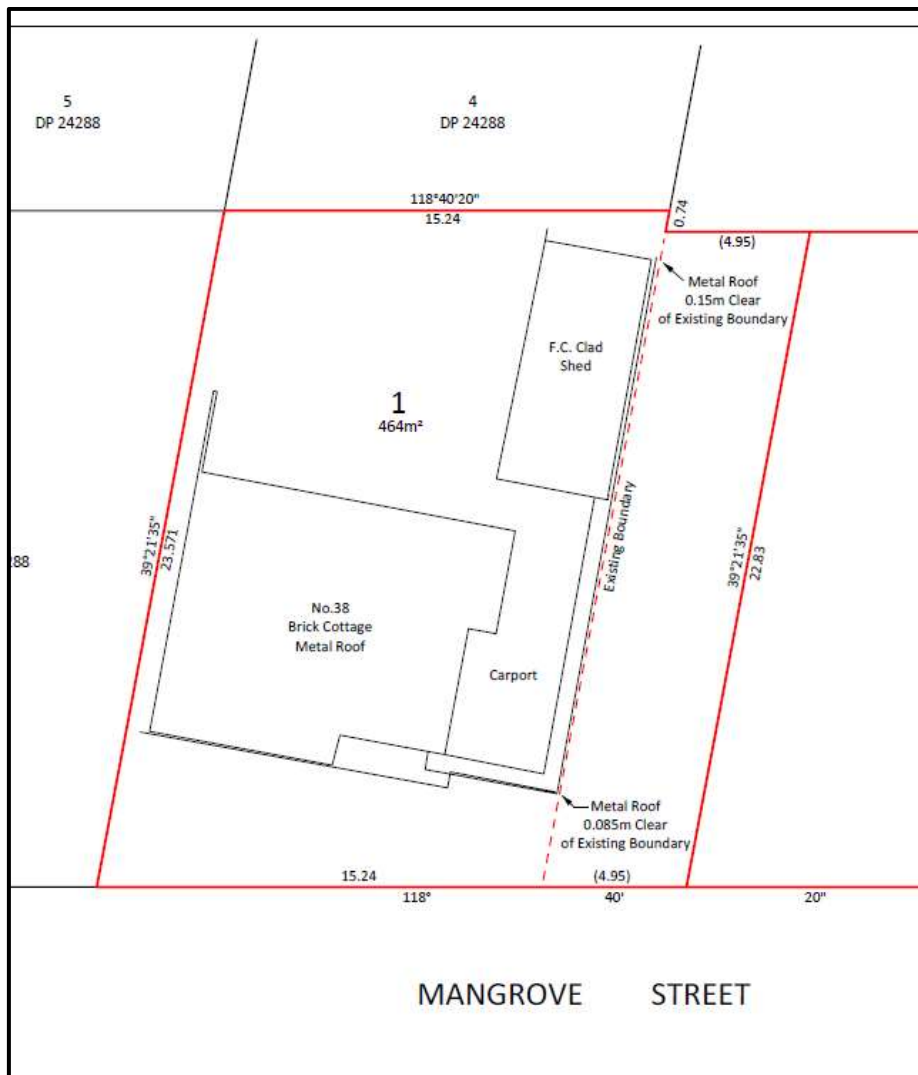 5
DP 24288
4
DP 24288
118°40'20"
15.24
0.74
(4.95)
Metal Roof
0.15m Clear
of Existing Boundary
F.C. Clad
Shed
1
464m²
Existing Boundary
39°21'35"
23.571
39°21'35"
22.83
288
No.38
Brick Cottage
Metal Roof
Carport
Metal Roof
0.085m Clear
of Existing Boundary
15.24
(4.95)
118° 40' 20"
MANGROVE STREET